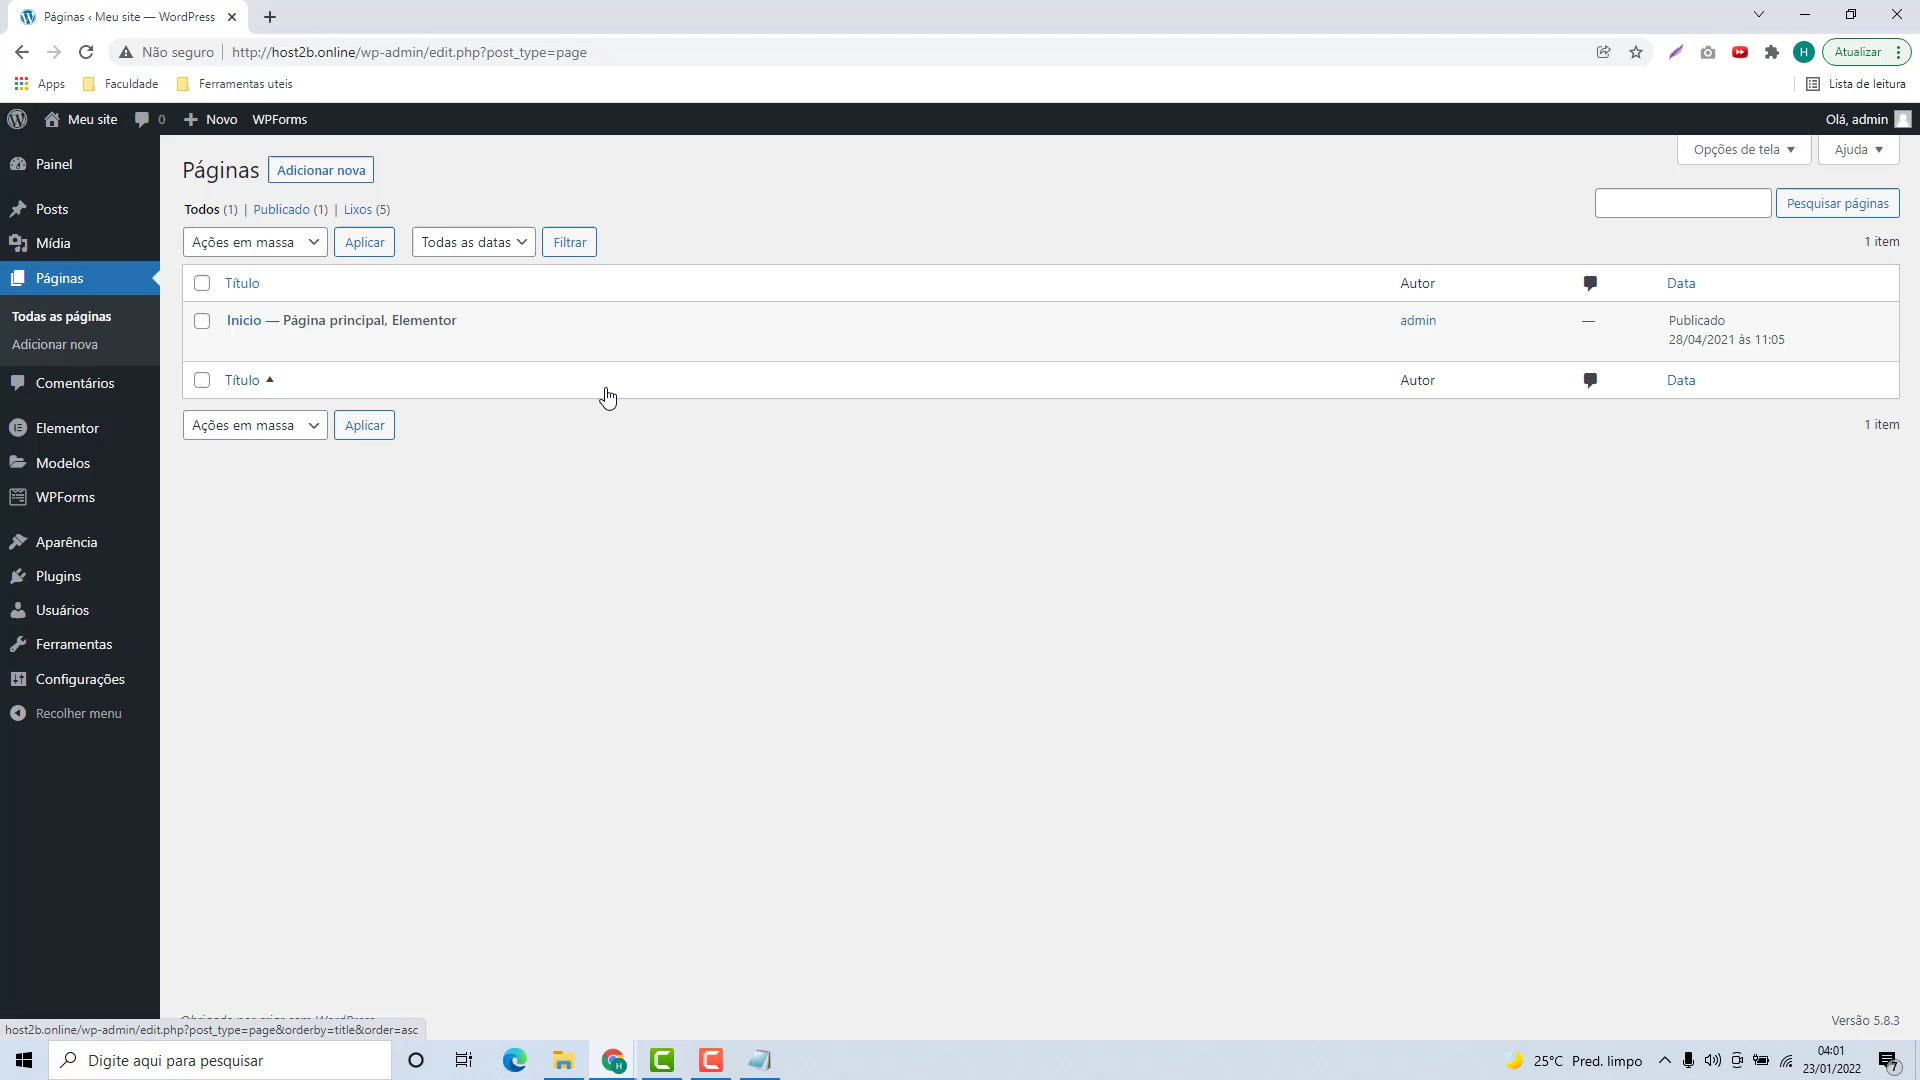 Páginas ‹ Meu site — WordPress
Não seguro
http://host2b.online/wp-admin/edit.php?post_type=page
H
Atualizar
Apps
Faculdade
Ferramentas uteis
Lista de leitura
Meu site
0
Novo
WPForms
Olá, admin
Painel
Posts
Mídia
Páginas
Todas as páginas
Adicionar nova
Comentários
Elementor
Modelos
WPForms
Aparência
Plugins
Usuários
Ferramentas
Configurações
Recolher menu
Opções de tela
Ajuda
Páginas
Adicionar nova
Todos (1) | Publicado (1) | Lixos (5)
Pesquisar páginas
Ações em massa
Aplicar
Todas as datas
Filtrar
1 item
Título
Autor
Data
Inicio — Página principal, Elementor
admin
—
Publicado
28/04/2021 às 11:05
Título
Autor
Data
Ações em massa
Aplicar
1 item
Obrigado por criar com WordPress.
Versão 5.8.3
host2b.online/wp-admin/edit.php?post_type=page&orderby=title&order=asc
Digite aqui para pesquisar
H
25°C Pred. limpo
04:01
23/01/2022
7